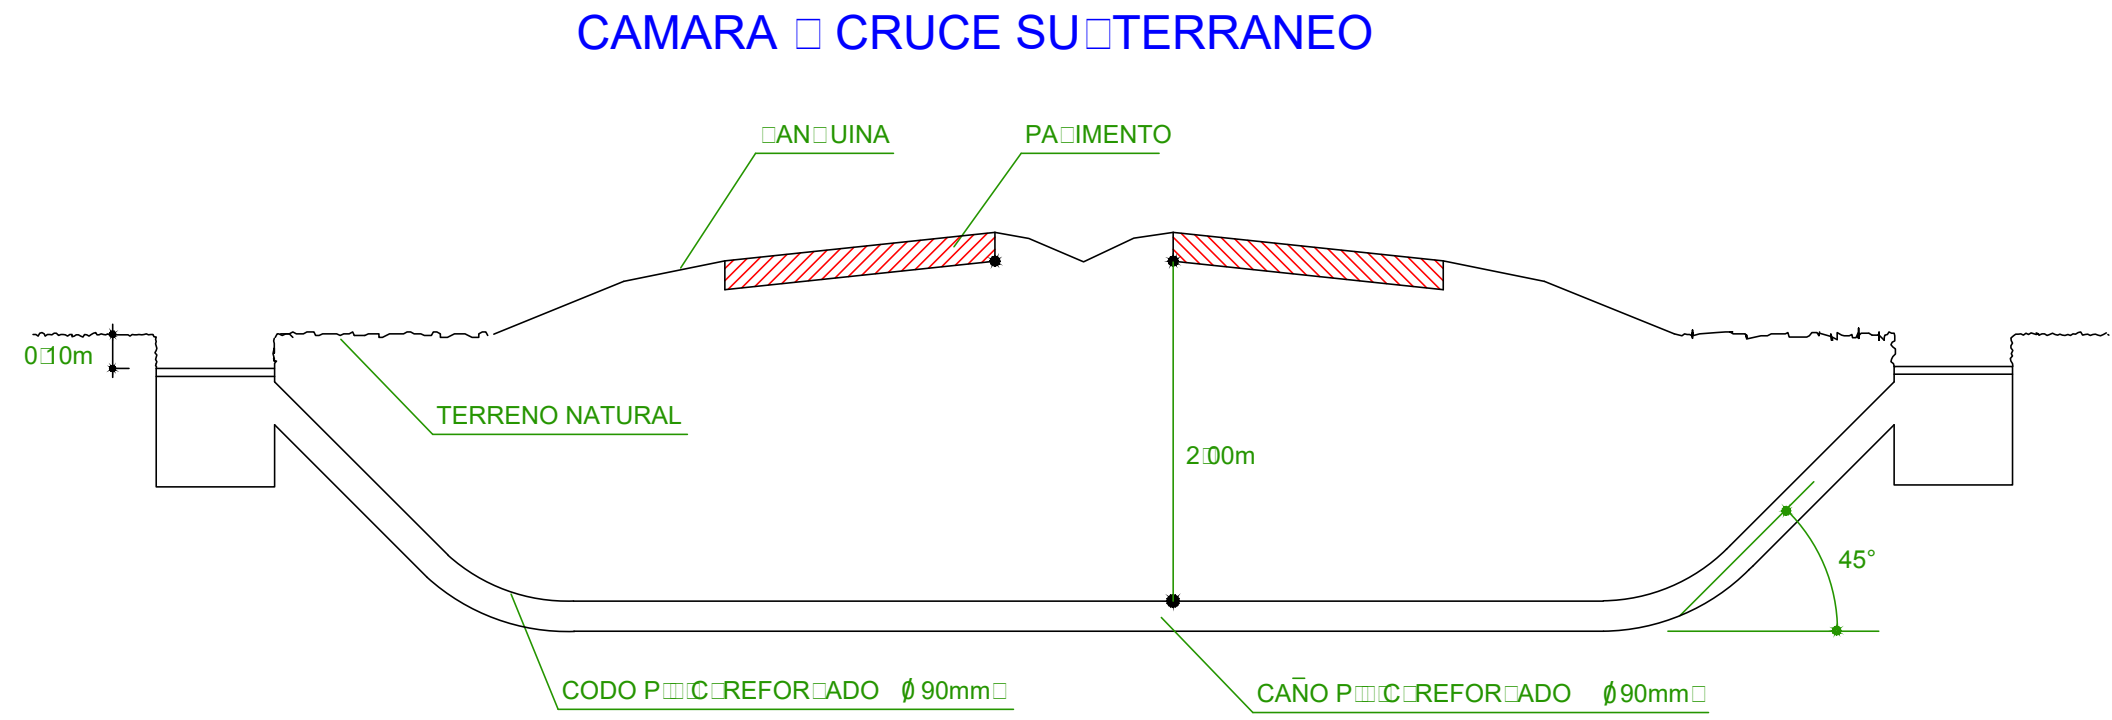 CAMARA □ CRUCE SU□TERRANEO
□AN□UINA
PA□IMENTO
0□10m
TERRENO NATURAL
2□00m
45°
CODO P□□□C□REFOR□ADO Ø 90mm□
CAÑO P□□□C□REFOR□ADO Ø 90mm□